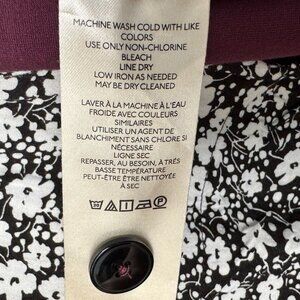 MACHINE WASH COLD WITH LIKE
COLORS
USE ONLY NON-CHLORINE
BLEACH
LINE DRY
LOW IRON AS NEEDED
MAY BE DRY CLEANED
LAVER À LA MACHINE À L'EAU
FROIDE AVEC COULEURS
SIMILAIRES
UTILISER UN AGENT DE
BLANCHIMENT SANS CHLORE SI
NÉCESSAIRE
LIGNE SEC
REPASSER, AU BESOIN, À TRÈS
BASSE TEMPÉRATURE
PEUT-ÊTRE ÊTRE NETTOYÉE
À SEC
P